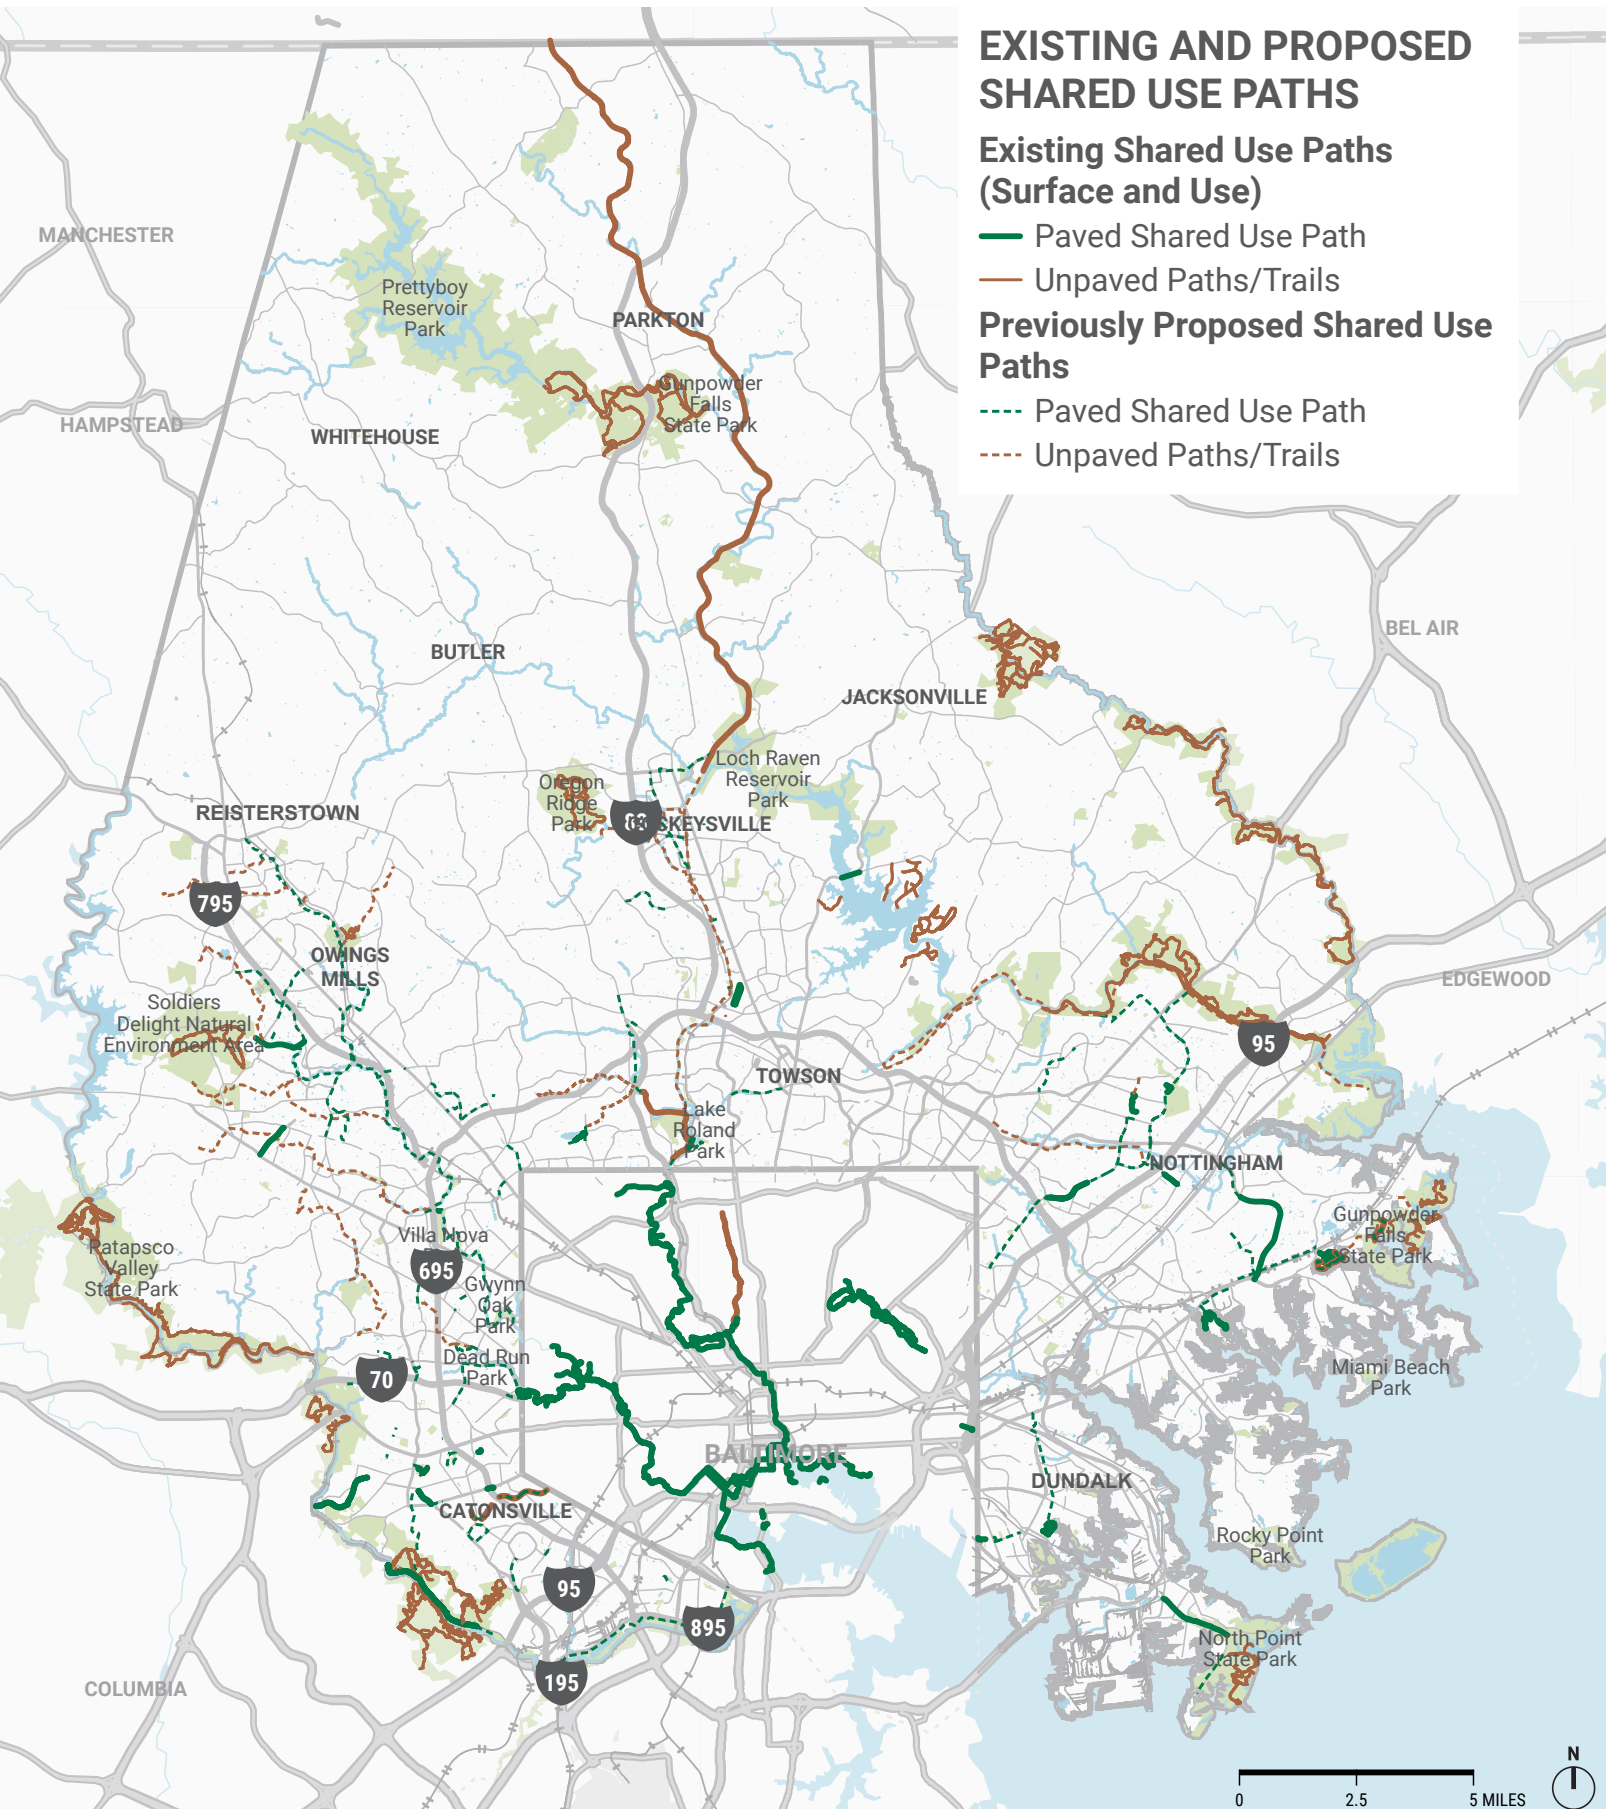 EXISTING AND PROPOSED
SHARED USE PATHS
Existing Shared Use Paths
(Surface and Use)
Paved Shared Use Path
Unpaved Paths/Trails
Previously Proposed Shared Use
Paths
Paved Shared Use Path
Unpaved Paths/Trails
MANCHESTER
Prettyboy
Reservoir
Park
PARKTON
Gunpowder
Falls
State Park
HAMPSTEAD
WHITEHOUSE
BEL AIR
BUTLER
JACKSONVILLE
Loch Raven
Reservoir
Park
Oregon
Ridge
Park
REISTERSTOWN
795
OWINGS
MILLS
EDGEWOOD
Soldiers
Delight Natural
Environment Area
95
TOWSON
Lake
Roland
Park
NOTTINGHAM
Gunpowder
Falls
State Park
Villa Nova
695
Patapsco
Valley
State Park
Gwynn
Oak
Park
Dead Run
Park
70
Miami Beach
Park
BALTIMORE
DUNDALK
CATONSVILLE
Rocky Point
Park
95
895
North Point
State Park
195
COLUMBIA
N
0
2.5
5 MILES